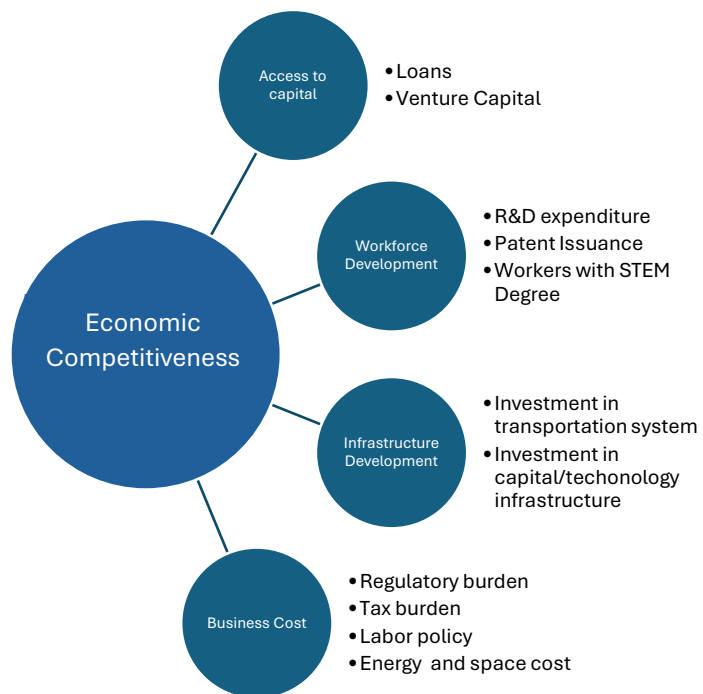 Access to
capital
•Loans
•Venture Capital
Workforce
Development
•R&D expenditure
•Patent Issuance
•Workers with STEM
Degree
Economic
Competitiveness
Infrastructure
Development
•Investment in
transportation system
•Investment in
capital/techonology
infrastructure
Business Cost
•Regulatory burden
•Tax burden
•Labor policy
•Energy and space cost